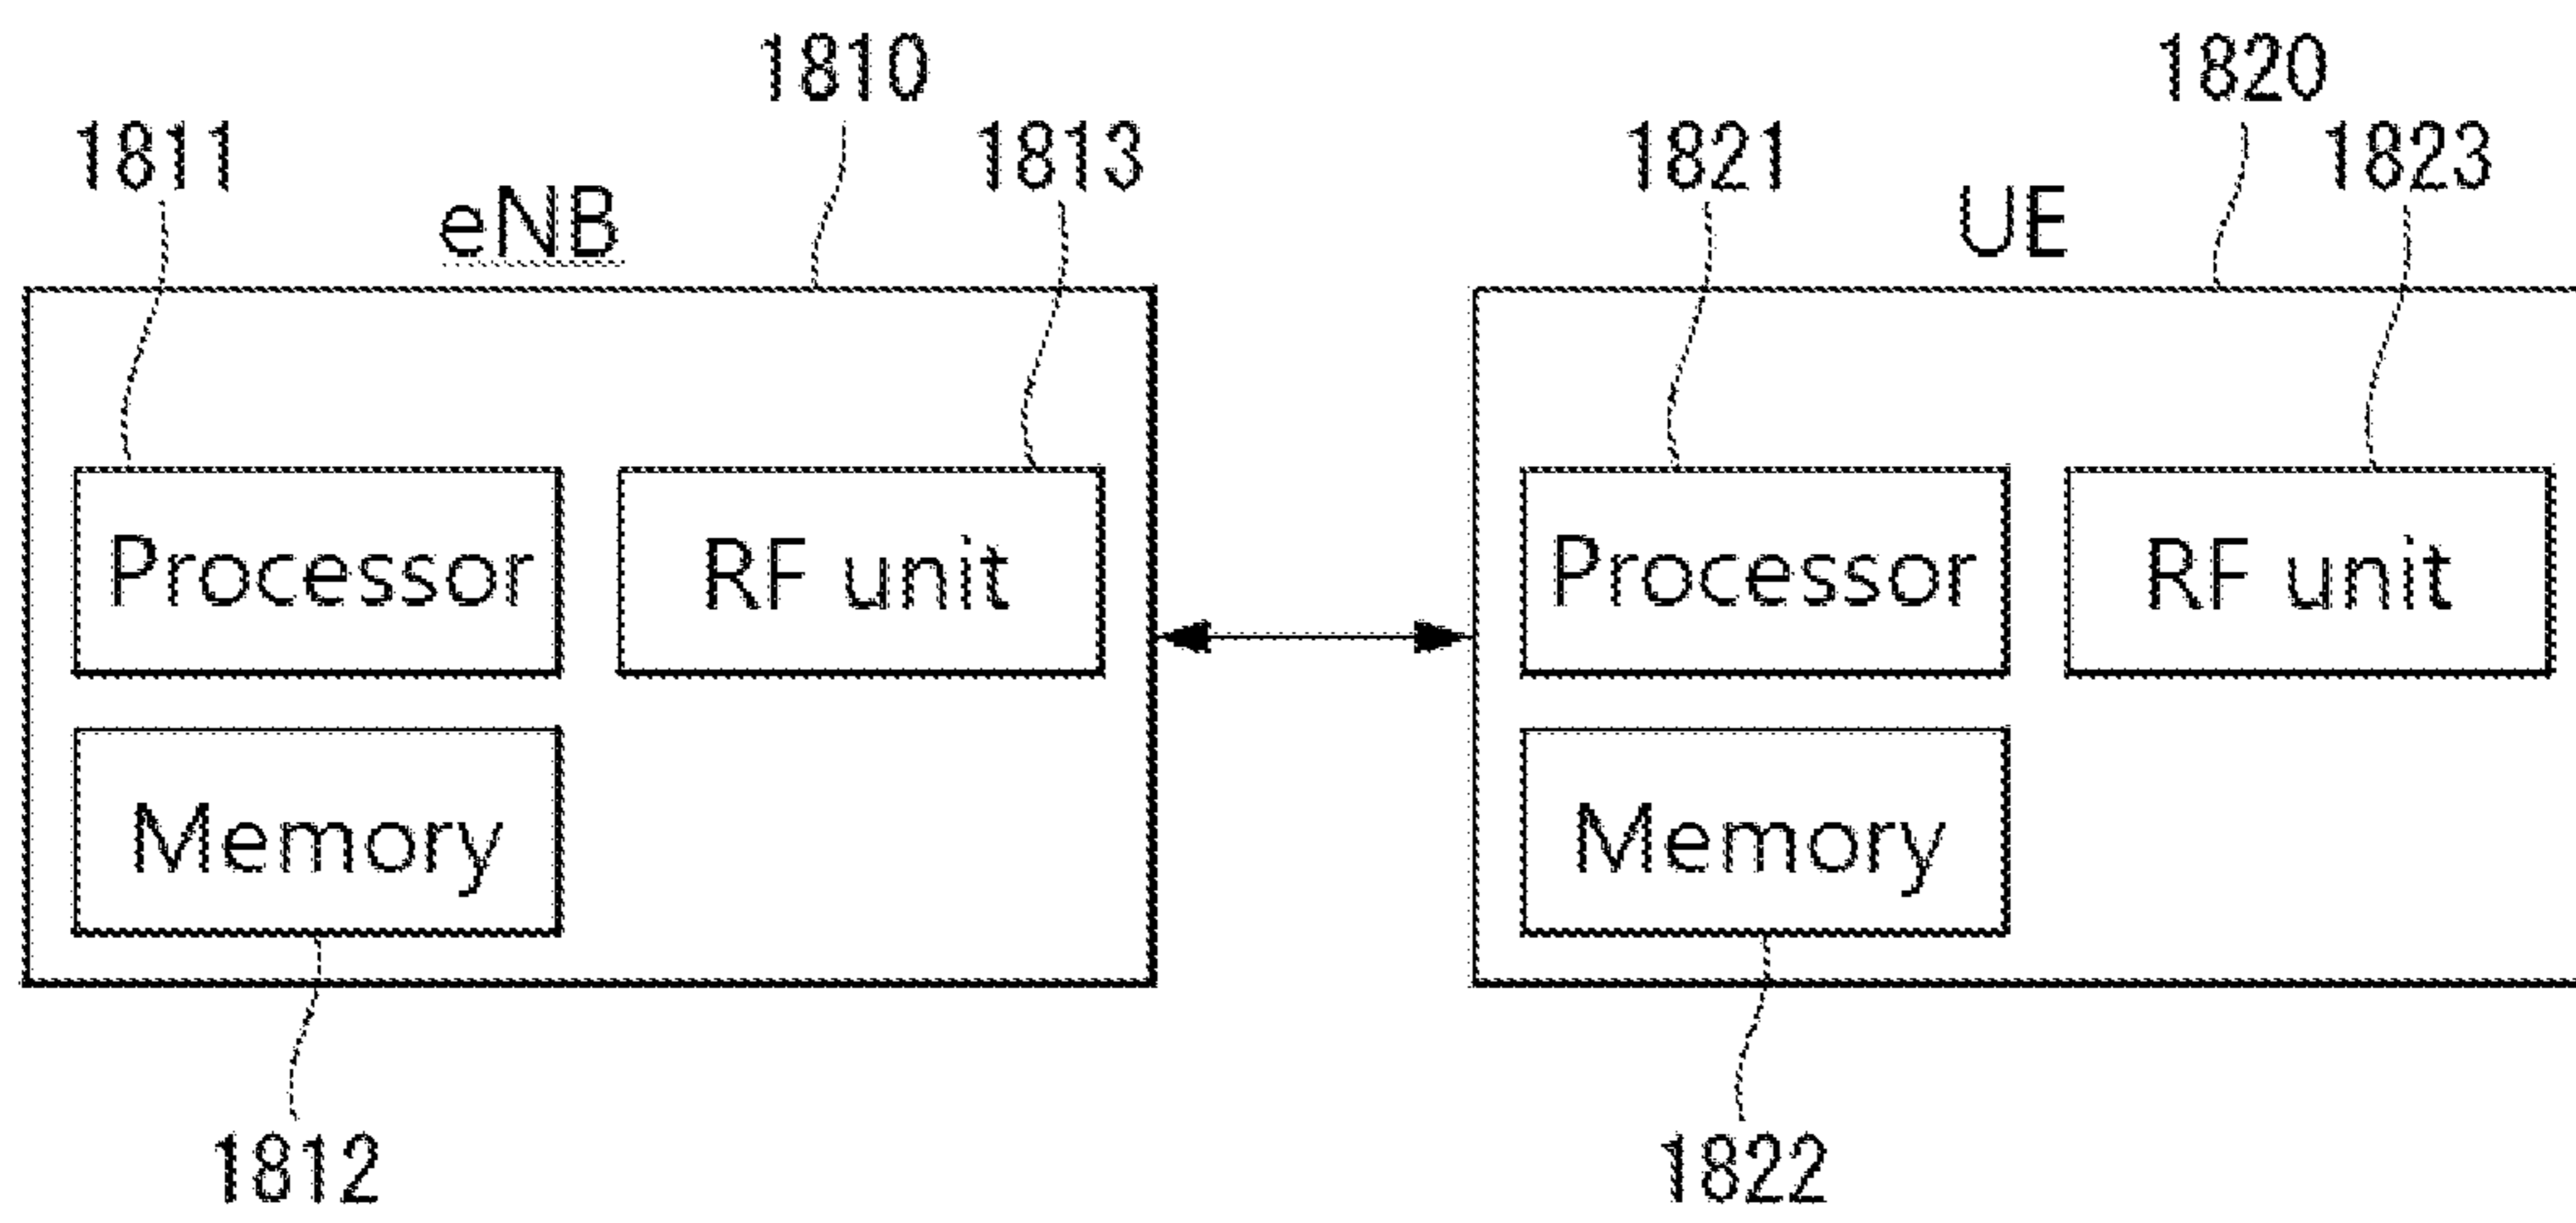 1810 1820
1811 1813 1821 1823
eNB UE
Processor RF unit Processor RF unit
Memory Memory
1812 1822